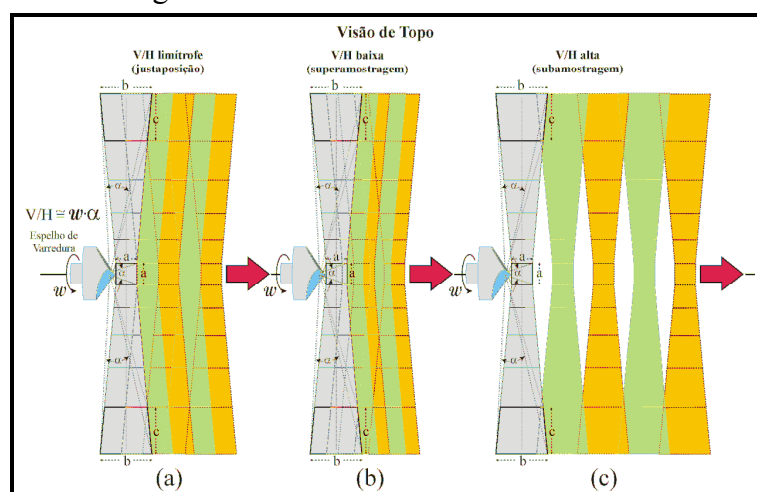 Visão de Topo
V/H limítrofe
(justaposição)
V/H baixa
(superamostragem)
V/H alta
(subamostragem)
b
b
b
c
c
c
α
α
α
V/H ≅ w·α
Espelho de
Varredura
a
α
a
w
a
α
a
w
a
α
a
w
α
α
α
c
c
c
b
b
b
(a)
(b)
(c)